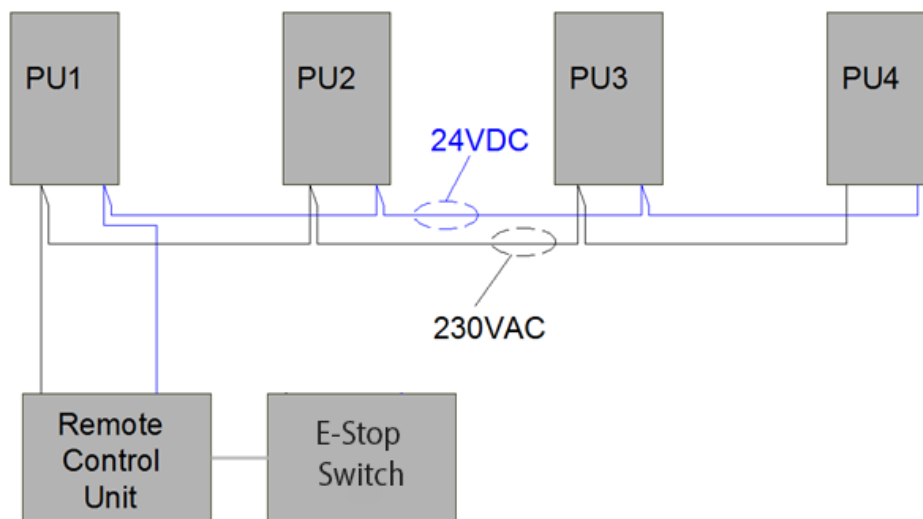 PU1
PU2
PU3
PU4
24VDC
230VAC
Remote
Control
Unit
E-Stop
Switch